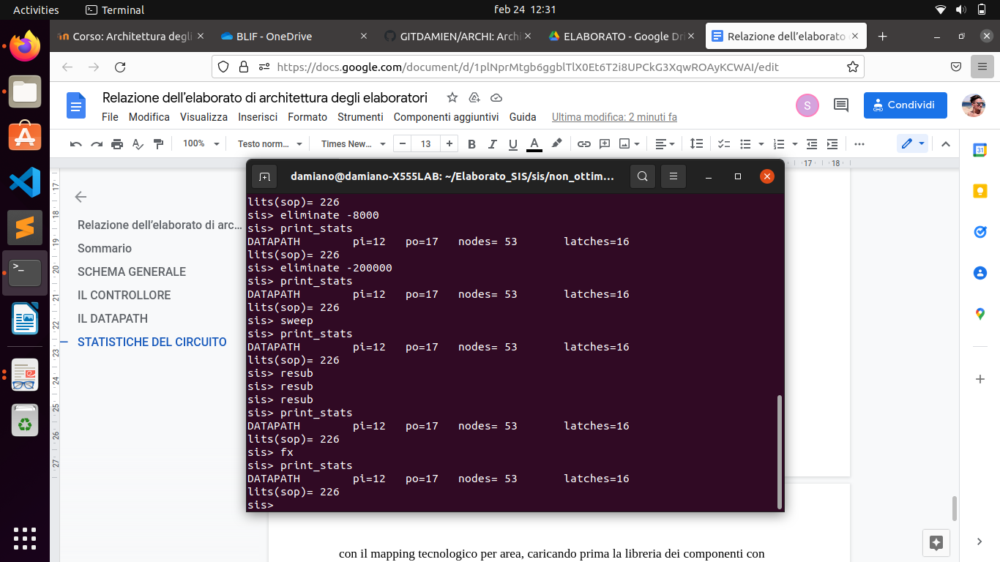 Activities
Terminal
feb 24 12:31
Corso: Architettura degli
BLIF - OneDrive
GITDAMIEN/ARCHI: Archi
ELABORATO - Google Dri
Relazione dell'elaborato
https://docs.google.com/document/d/1plNprMtgb6ggblTlX0Et6T2i8UPCkG3XqwROAyKCWAI/edit
Relazione dell'elaborato di architettura degli elaboratori
S
Condividi
File Modifica Visualizza Inserisci Formato Strumenti Componenti aggiuntivi Guida Ultima modifica: 2 minuti fa
100% Testo norm... Times New... 13 B I U A
17 18
17
18
19
20
21
22
23
24
25
26
27
31
Relazione dell'elaborato di arc...
Sommario
SCHEMA GENERALE
IL CONTROLLORE
IL DATAPATH
STATISTICHE DEL CIRCUITO
damiano@damiano-X555LAB: ~/Elaborato_SIS/sis/non_ottim...
lits(sop)= 226
sis> eliminate -8000
sis> print_stats
DATAPATH pi=12 po=17 nodes= 53 latches=16
lits(sop)= 226
sis> eliminate -200000
sis> print_stats
DATAPATH pi=12 po=17 nodes= 53 latches=16
lits(sop)= 226
sis> sweep
sis> print_stats
DATAPATH pi=12 po=17 nodes= 53 latches=16
lits(sop)= 226
sis> resub
sis> resub
sis> resub
sis> print_stats
DATAPATH pi=12 po=17 nodes= 53 latches=16
lits(sop)= 226
sis> fx
sis> print_stats
DATAPATH pi=12 po=17 nodes= 53 latches=16
lits(sop)= 226
sis>
con il mapping tecnologico per area, caricando prima la libreria dei componenti con